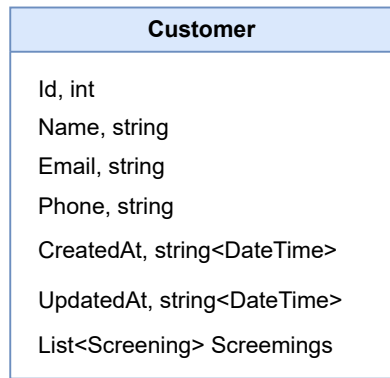 Customer
Id, int
Name, string
Email, string
Phone, string
CreatedAt, string<DateTime>
UpdatedAt, string<DateTime>
List<Screening> Screemings